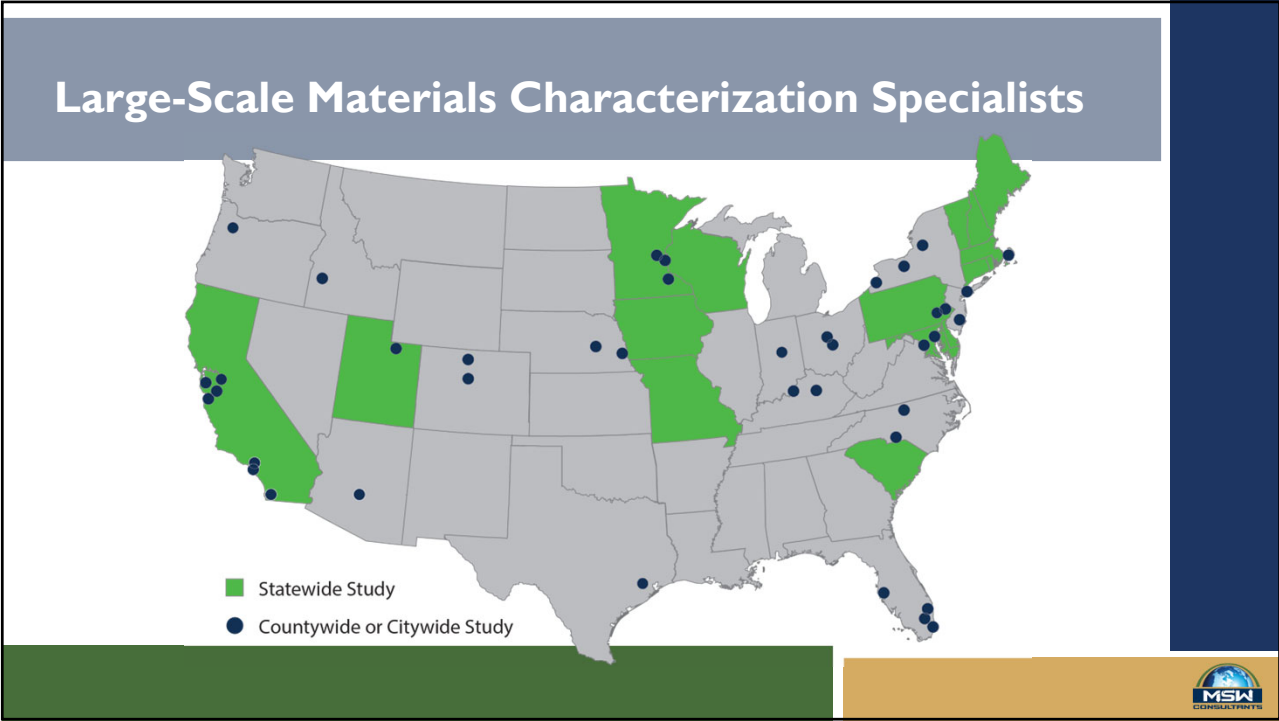 Large-Scale Materials Characterization Specialists
Statewide Study
Countywide or Citywide Study
MSW
CONSULTANTS